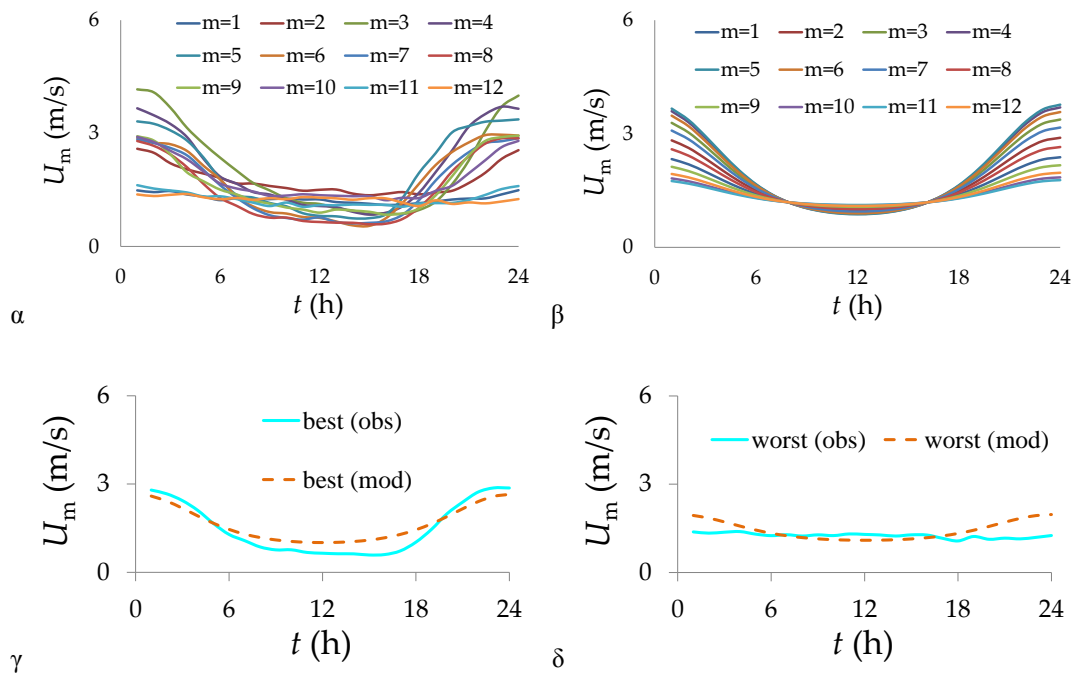 6
m=1 m=2 m=3 m=4
m=5 m=6 m=7 m=8
m=9 m=10 m=11 m=12
3
0
0 6 12 18 24
U_m (m/s)
t (h)
α
6
m=1 m=2 m=3 m=4
m=5 m=6 m=7 m=8
m=9 m=10 m=11 m=12
3
0
0 6 12 18 24
U_m (m/s)
t (h)
β
6
best (obs)
best (mod)
3
0
0 6 12 18 24
U_m (m/s)
t (h)
γ
6
worst (obs) worst (mod)
3
0
0 6 12 18 24
U_m (m/s)
t (h)
δ